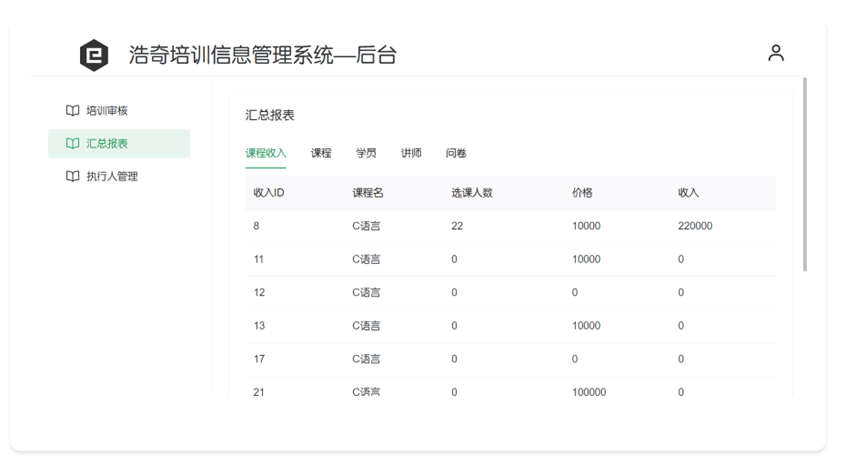 浩奇培训信息管理系统—后台
培训审核
汇总报表
执行人管理
汇总报表
课程收入 课程 学员 讲师 问卷
收入ID 课程名 选课人数 价格 收入
8 C语言 22 10000 220000
11 C语言 0 10000 0
12 C语言 0 0 0
13 C语言 0 10000 0
17 C语言 0 0 0
21 C语言 0 100000 0